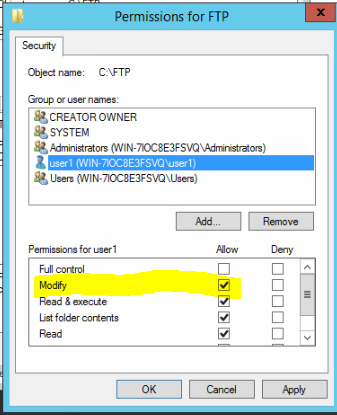 Permissions for FTP
Security
Object name: C:\FTP
Group or user names:
CREATOR OWNER
SYSTEM
Administrators (WIN-7IOC8E3FSVQ\Administrators)
user1 (WIN-7IOC8E3FSVQ\user1)
Users (WIN-7IOC8E3FSVQ\Users)
Add... Remove
Permissions for user1 Allow Deny
Full control
Modify
Read & execute
List folder contents
Read
OK Cancel Apply